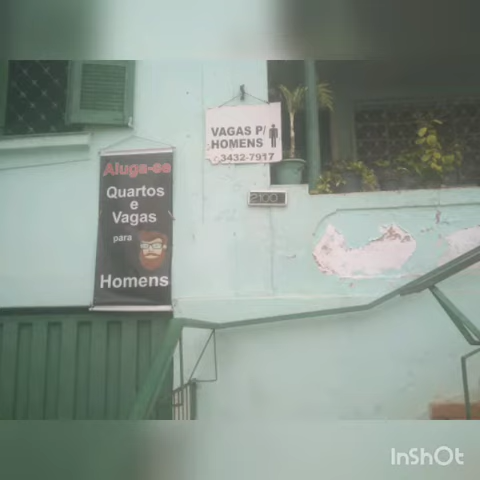 VAGAS P/
HOMENS
3432-7917
Aluga-se
Quartos
e
Vagas
para
Homens
2100
InShOt